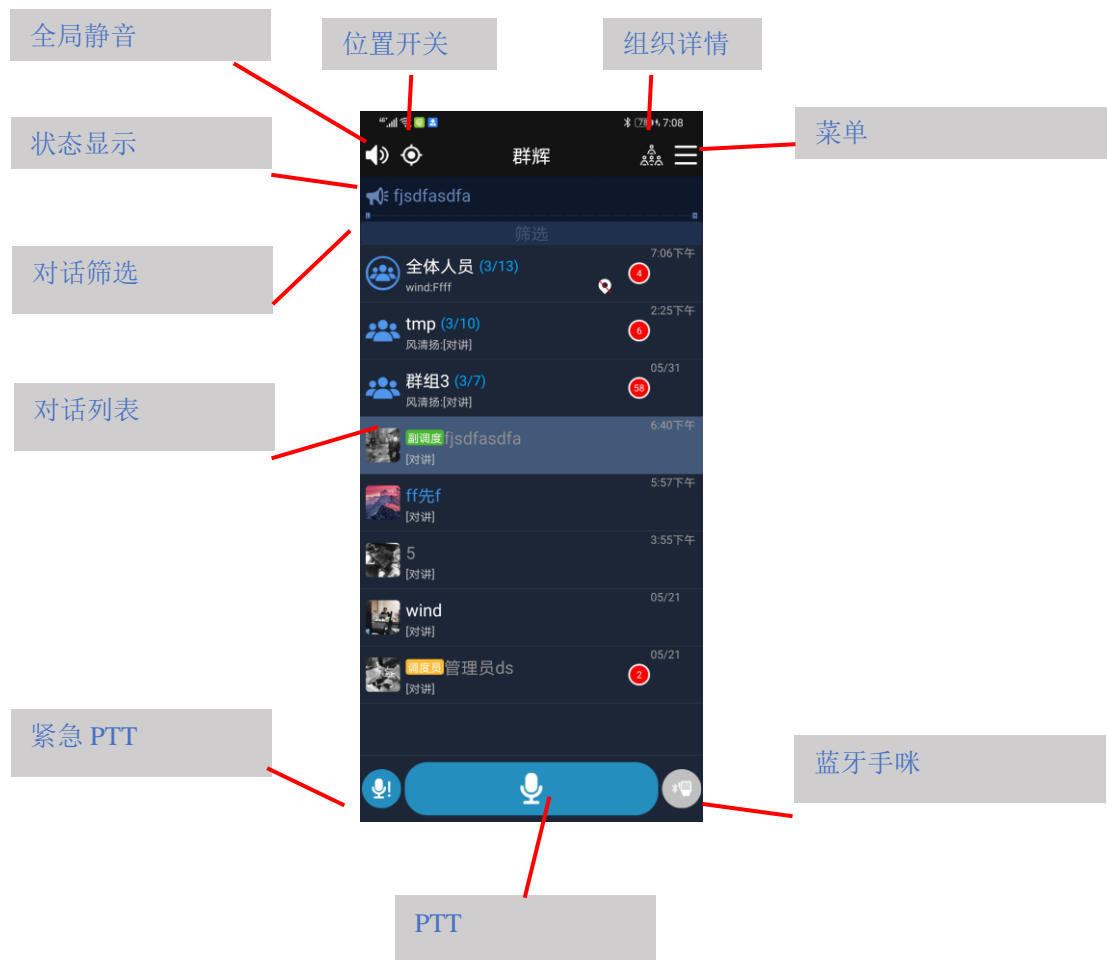 全局静音
位置开关
组织详情
状态显示
菜单
对话筛选
对话列表
紧急 PTT
蓝牙手咪
PTT
7:08
群辉
fjsdfasdfa
筛选
全体人员 (3/13)
7:06下午
wind:Ffff
4
tmp (3/10)
2:25下午
风清扬:[对讲]
6
群组3 (3/7)
05/31
风清扬:[对讲]
58
副调度 fjsdfasdfa
6:40下午
[对讲]
ff先f
5:57下午
[对讲]
5
3:55下午
[对讲]
wind
05/21
[对讲]
调度员 管理员ds
05/21
[对讲]
2